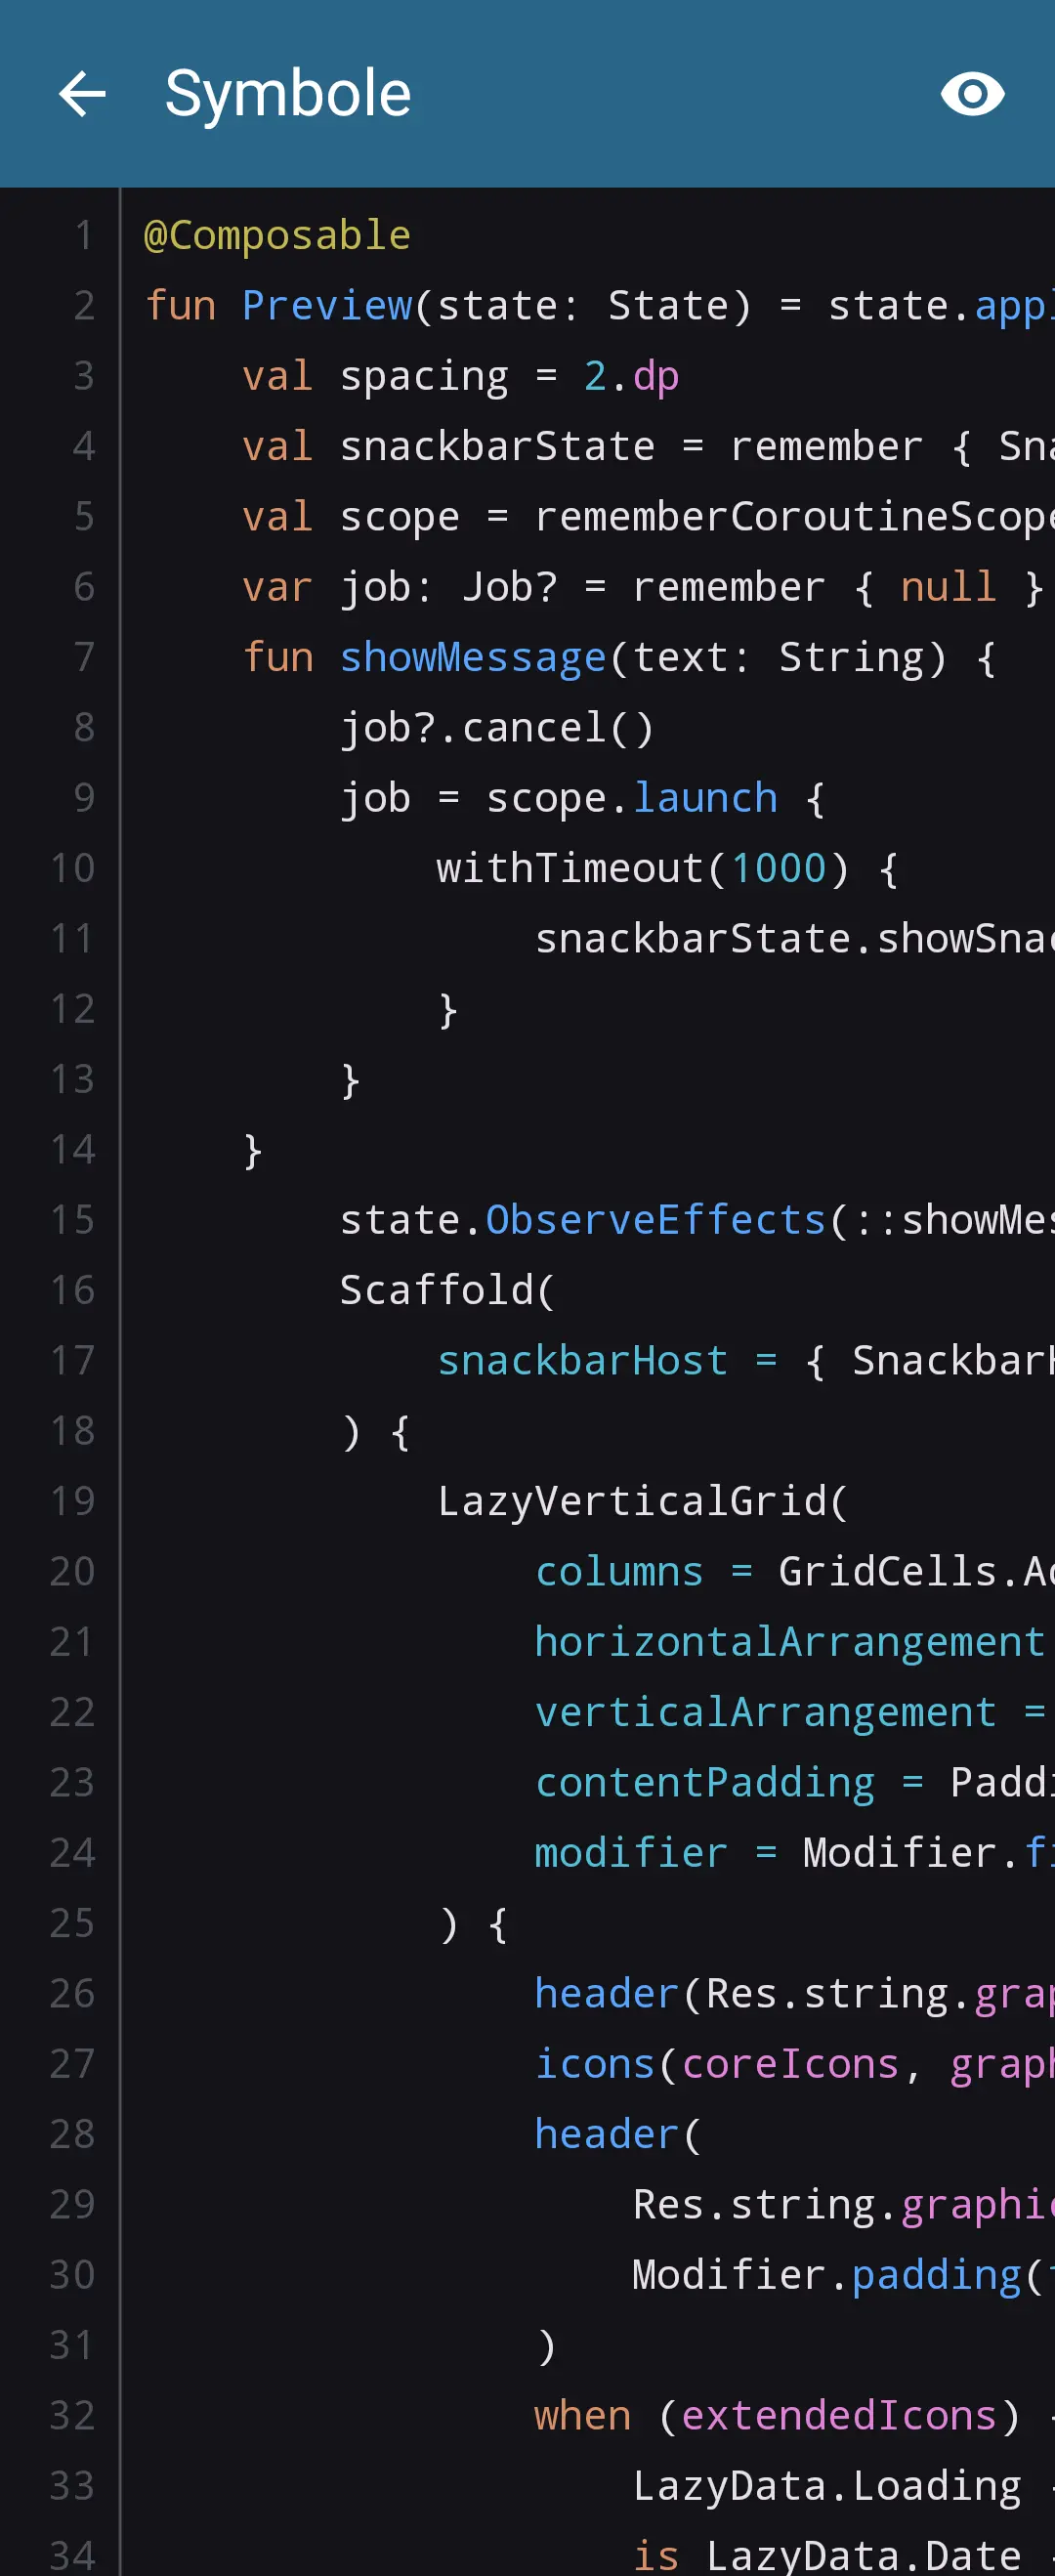 Symbole
1 @Composable
2 fun Preview(state: State) = state.appl
3 val spacing = 2.dp
4 val snackbarState = remember { Sna
5 val scope = rememberCoroutineScope
6 var job: Job? = remember { null }
7 fun showMessage(text: String) {
8 job?.cancel()
9 job = scope.launch {
10 withTimeout(1000) {
11 snackbarState.showSnac
12 }
13 }
14 }
15 state.ObserveEffects(::showMes
16 Scaffold(
17 snackbarHost = { SnackbarH
18 ) {
19 LazyVerticalGrid(
20 columns = GridCells.Ad
21 horizontalArrangement
22 verticalArrangement =
23 contentPadding = Paddi
24 modifier = Modifier.fi
25 ) {
26 header(Res.string.grap
27 icons(coreIcons, graph
28 header(
29 Res.string.graphic
30 Modifier.padding(
31 )
32 when (extendedIcons)
33 LazyData.Loading
34 is LazyData.Date